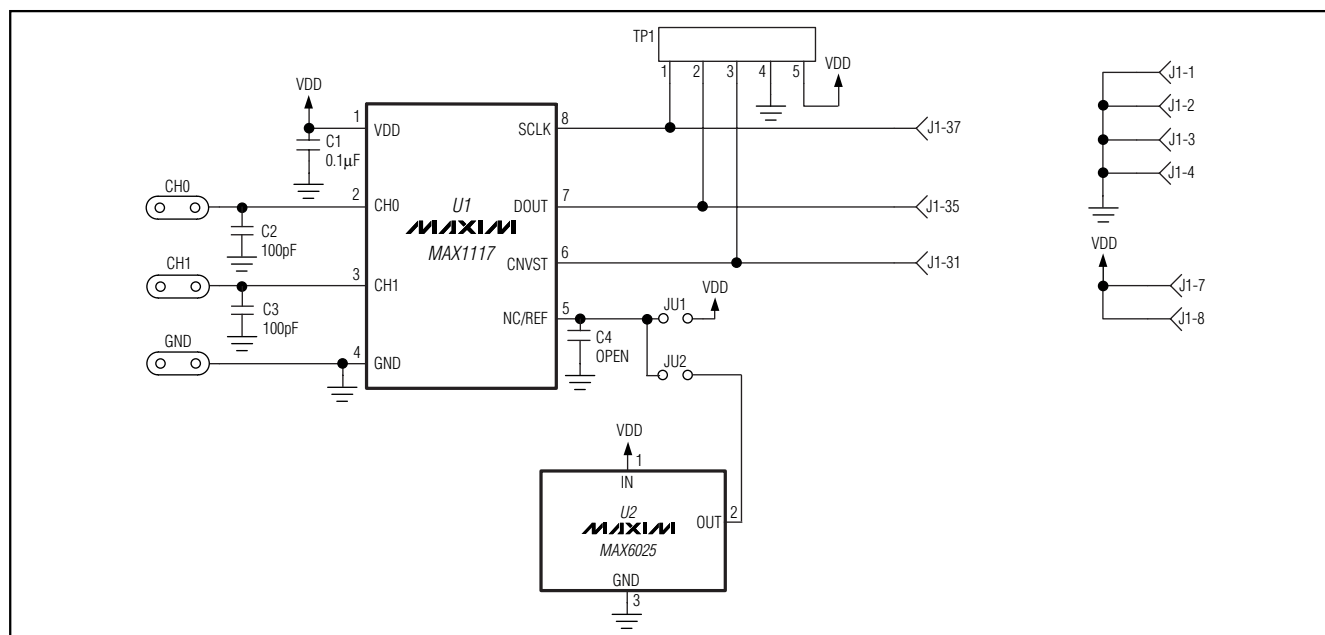 TP1
1 2 3 4 5
VDD
J1-1
J1-2
J1-3
J1-4
VDD
J1-7
J1-8
VDD
1
C1
0.1µF
VDD
SCLK
8
J1-37
CH0
2
CH0
C2
100pF
U1
MAXIM
MAX1117
DOUT
7
J1-35
CH1
3
CH1
C3
100pF
CNVST
6
J1-31
NC/REF
5
C4
OPEN
JU1
VDD
JU2
GND
4
GND
VDD
1
IN
U2
MAXIM
MAX6025
OUT
2
GND
3